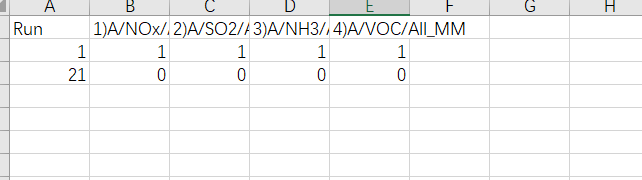 A B C D E F G H
Run 1)A/NOx/ 2)A/SO2/A 3)A/NH3/A 4)A/VOC/All_MM
1 1 1 1 1
21 0 0 0 0